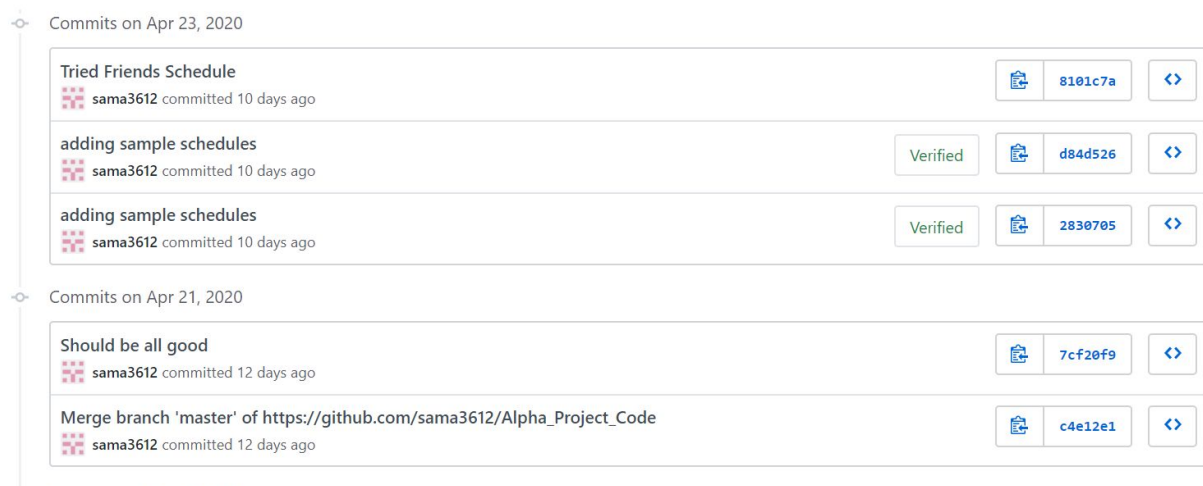 Commits on Apr 23, 2020
Tried Friends Schedule
sama3612 committed 10 days ago
8101c7a
adding sample schedules
sama3612 committed 10 days ago
Verified
d84d526
adding sample schedules
sama3612 committed 10 days ago
Verified
2830705
Commits on Apr 21, 2020
Should be all good
sama3612 committed 12 days ago
7cf20f9
Merge branch 'master' of https://github.com/sama3612/Alpha_Project_Code
sama3612 committed 12 days ago
c4e12e1